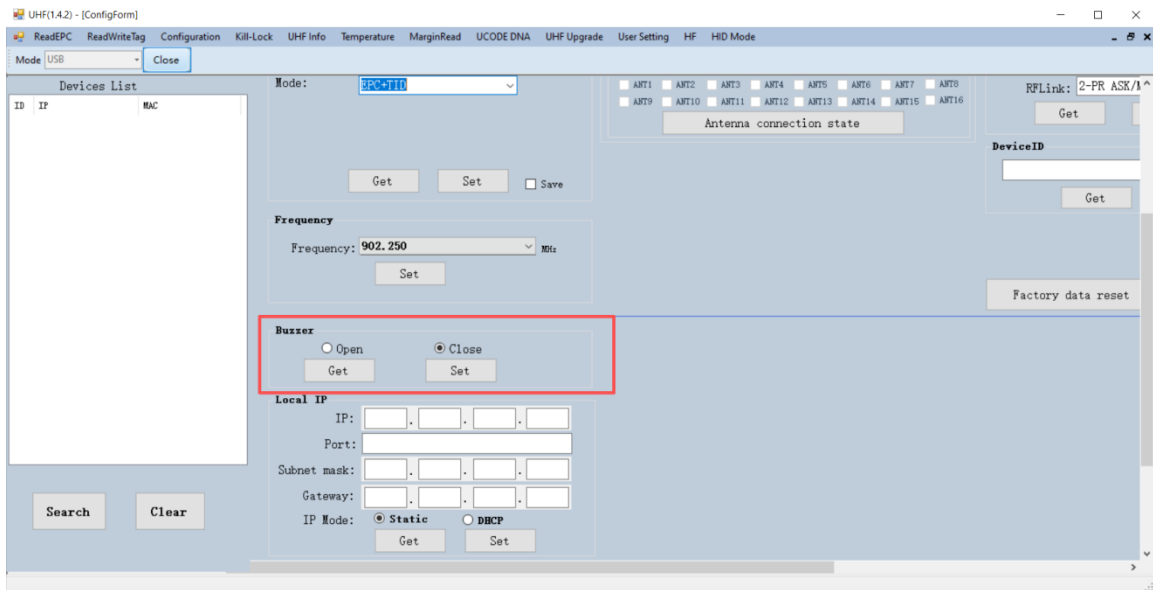 UHF(1.4.2) - [ConfigForm]
ReadEPC ReadWriteTag Configuration Kill-Lock UHF Info Temperature MarginRead UCODE DNA UHF Upgrade User Setting HF HID Mode
Mode USB Close
Devices List
ID IP MAC
Search Clear
Mode: EPC+TID
Get Set Save
Frequency
Frequency: 902.250 MHz
Set
Buzzer
Open Close
Get Set
Local IP
IP: . . .
Port:
Subnet mask: . . .
Gateway: . . .
IP Mode: Static DHCP
Get Set
ANT1 ANT2 ANT3 ANT4 ANT5 ANT6 ANT7 ANT8
ANT9 ANT10 ANT11 ANT12 ANT13 ANT14 ANT15 ANT16
Antenna connection state
RFLink: 2-PR ASK/
Get
DeviceID
Get
Factory data reset